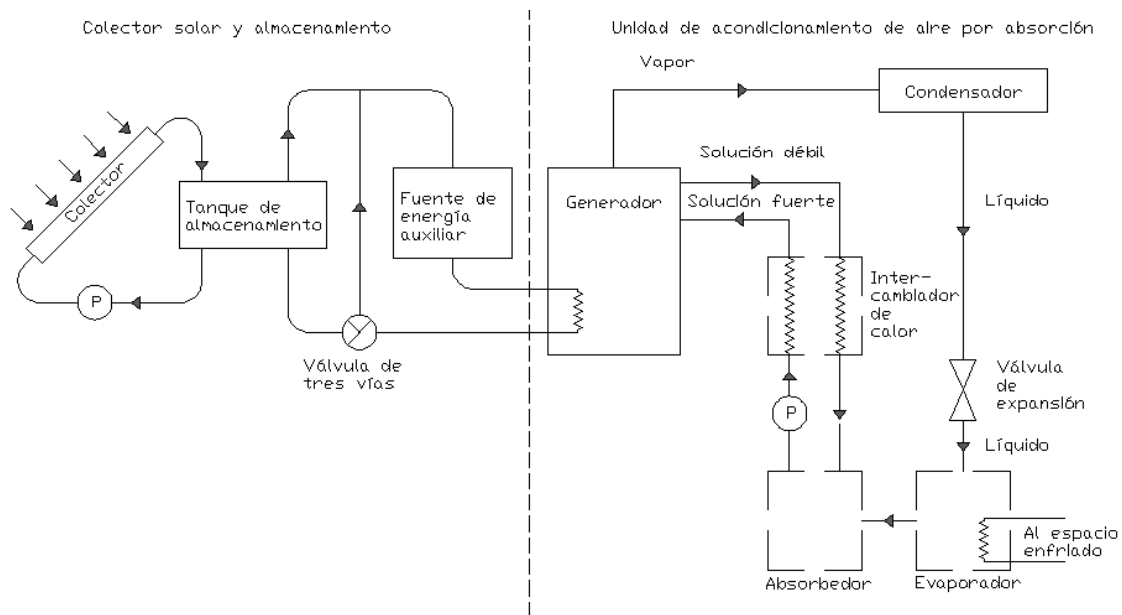 Colector solar y almacenamiento
Unidad de acondicionamiento de aire por absorción
Vapor
Condensador
Colector
Tanque de
almacenamiento
Fuente de
energía
auxiliar
Generador
Solución débil
Solución fuerte
Líquido
P
Inter-
cambiador
de
calor
Válvula de
tres vías
P
Válvula
de
expansión
Líquido
Al espacio
enfriado
Absorbedor
Evaporador